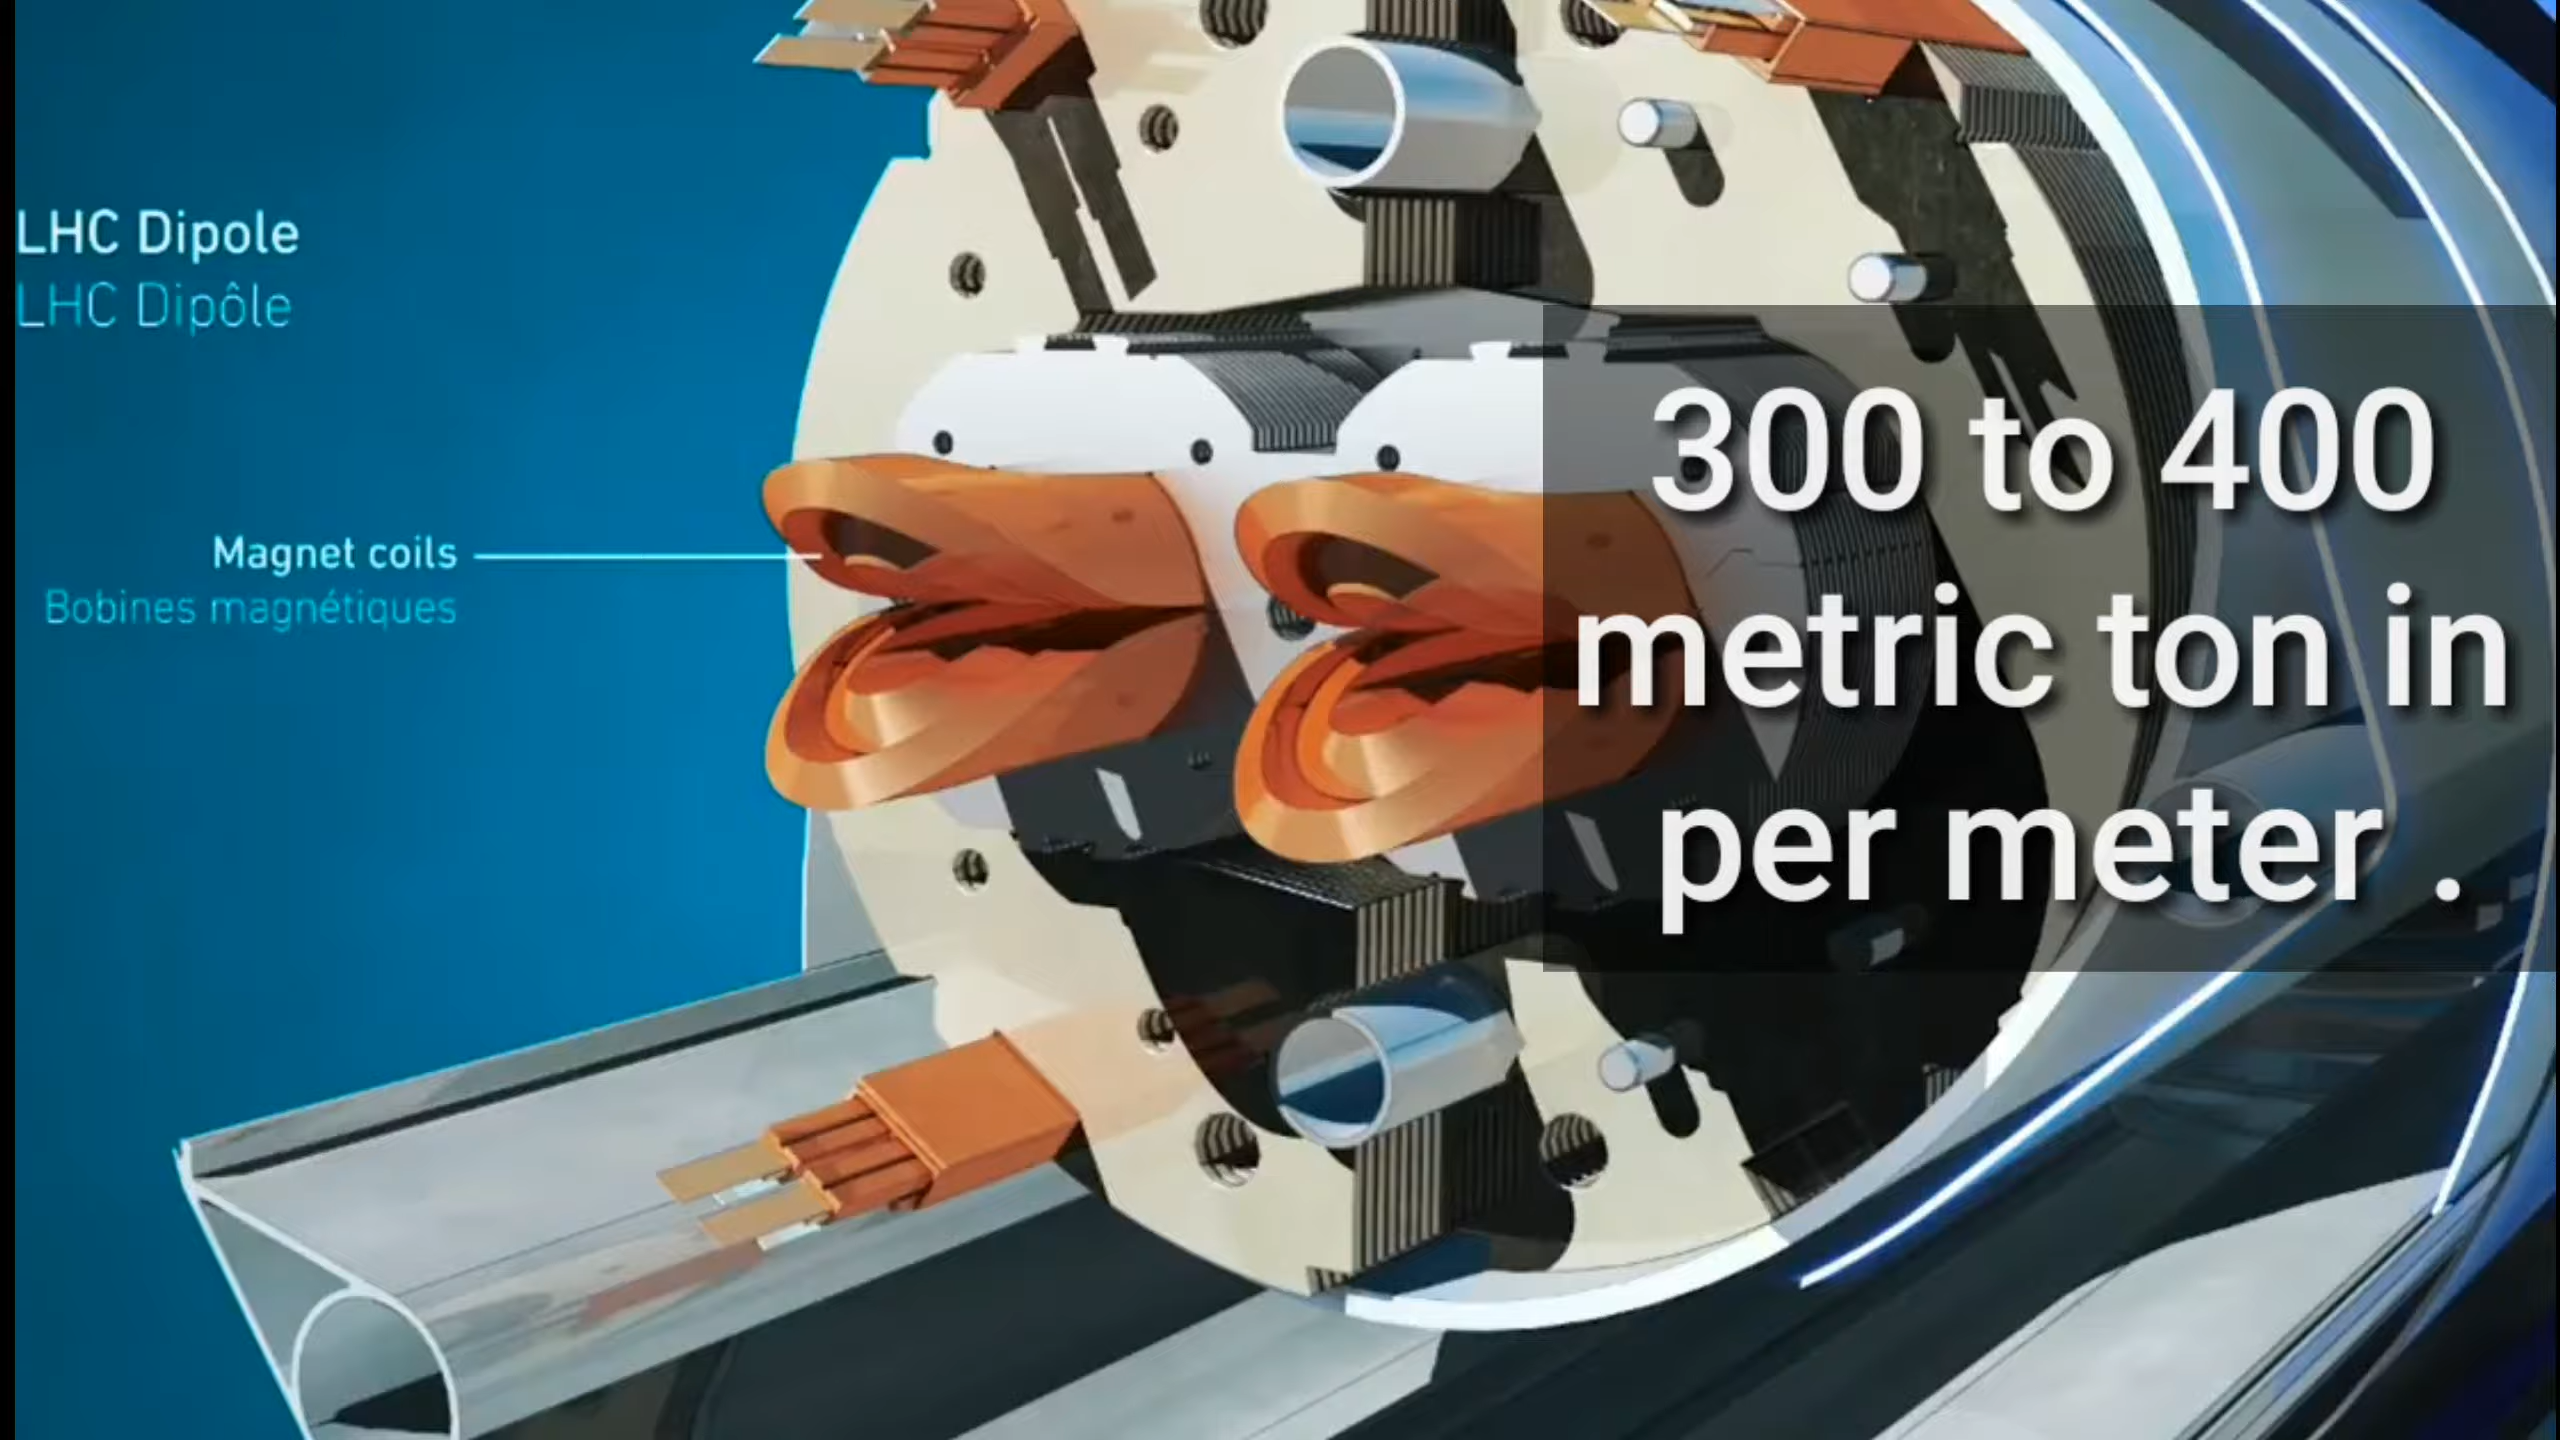 LHC Dipole
LHC Dipôle
Magnet coils
Bobines magnétiques
300 to 400
metric ton in
per meter .